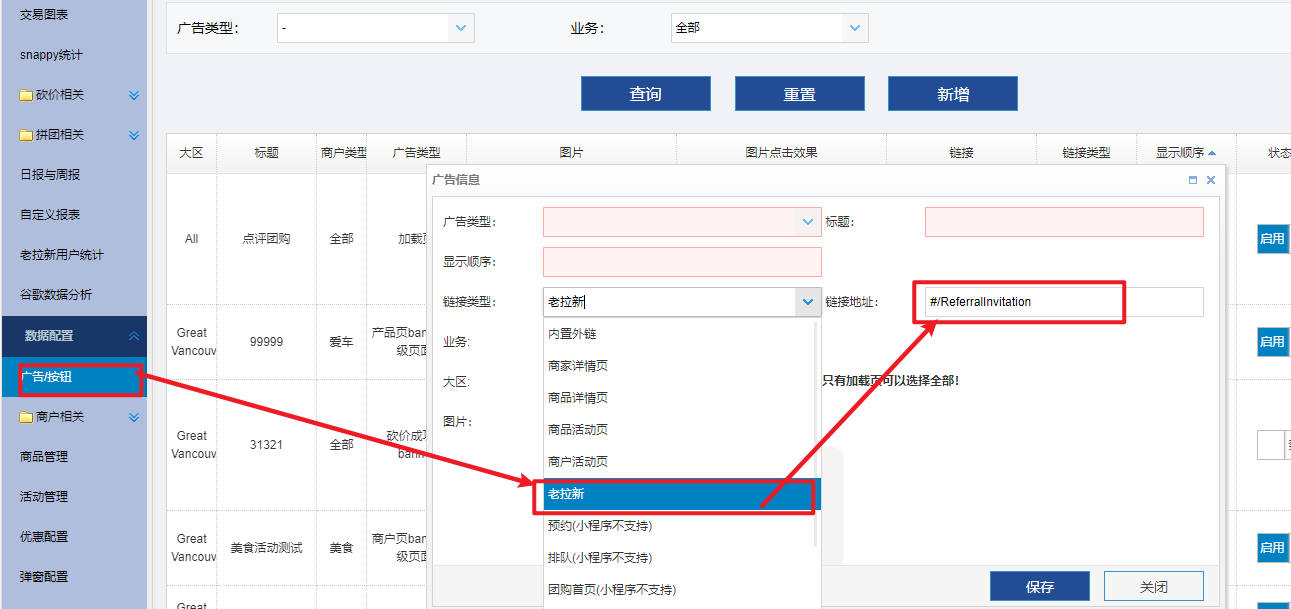 交易图表
snappy统计
砍价相关
拼团相关
日报与周报
自定义报表
老拉新用户统计
谷歌数据分析
数据配置
广告/按钮
商户相关
商品管理
活动管理
优惠配置
弹窗配置
广告类型:
-
业务:
全部
查询
重置
新增
大区
标题
商户类型
广告类型
图片
图片点击效果
链接
链接类型
显示顺序
状态
All
点评团购
全部
加载
启用
Great
Vancouv
99999
爱车
产品页ban
级页面
启用
Great
Vancouv
31321
全部
砍价成功
bann
Great
Vancouv
美食活动测试
美食
商户页ban
级页面
启用
Great
广告信息
广告类型:
标题:
显示顺序:
链接类型:
老拉新
链接地址:
#/ReferralInvitation
业务:
大区:
只有加载页可以选择全部!
图片:
内置外链
商家详情页
商品详情页
商品活动页
商户活动页
老拉新
预约(小程序不支持)
排队(小程序不支持)
团购首页(小程序不支持)
保存
关闭